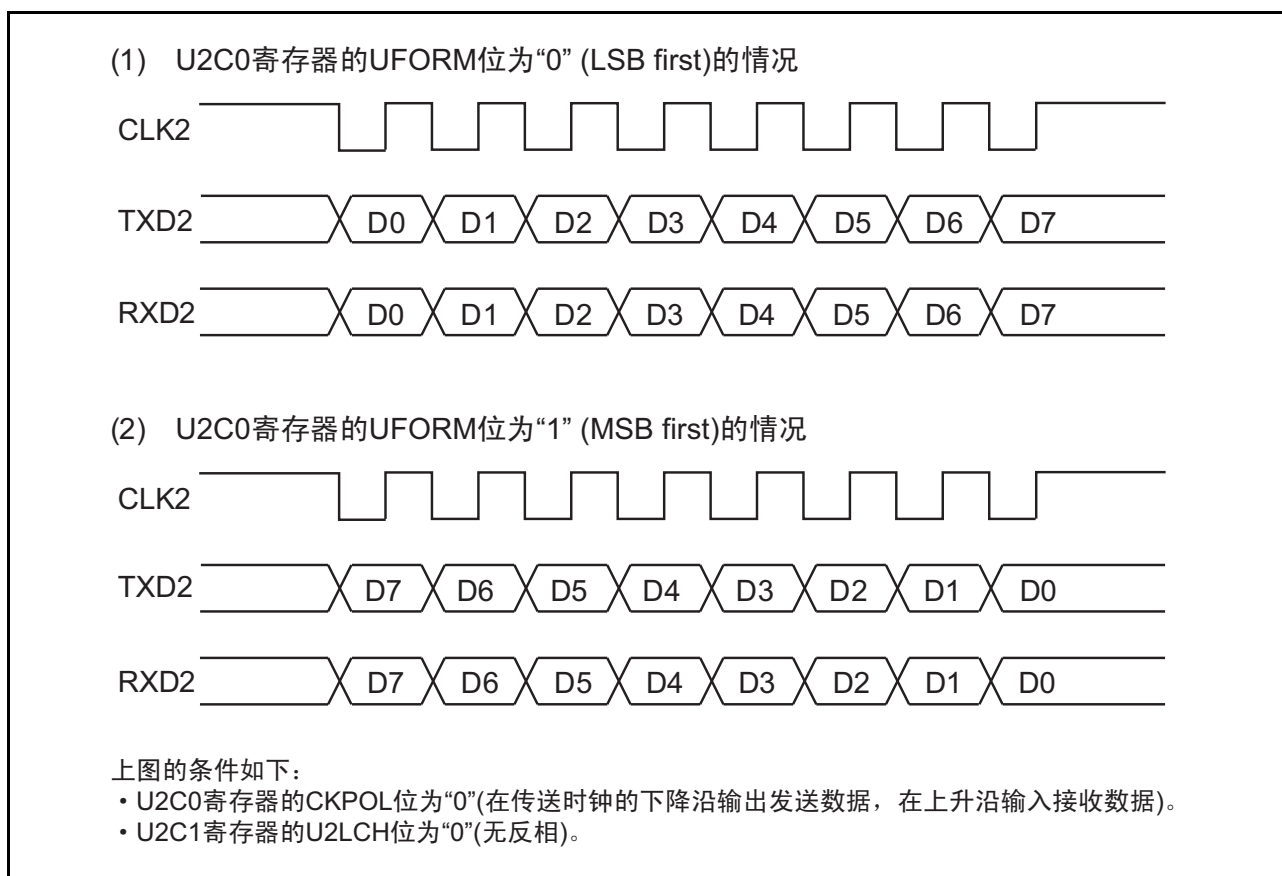 (1) U2C0寄存器的UFORM位为“0” (LSB first)的情况
CLK2
TXD2 D0 D1 D2 D3 D4 D5 D6 D7
RXD2 D0 D1 D2 D3 D4 D5 D6 D7
(2) U2C0寄存器的UFORM位为“1” (MSB first)的情况
CLK2
TXD2 D7 D6 D5 D4 D3 D2 D1 D0
RXD2 D7 D6 D5 D4 D3 D2 D1 D0
上图的条件如下：
・U2C0寄存器的CKPOL位为“0”(在传送时钟的下降沿输出发送数据，在上升沿输入接收数据)。
・U2C1寄存器的U2LCH位为“0”(无反相)。